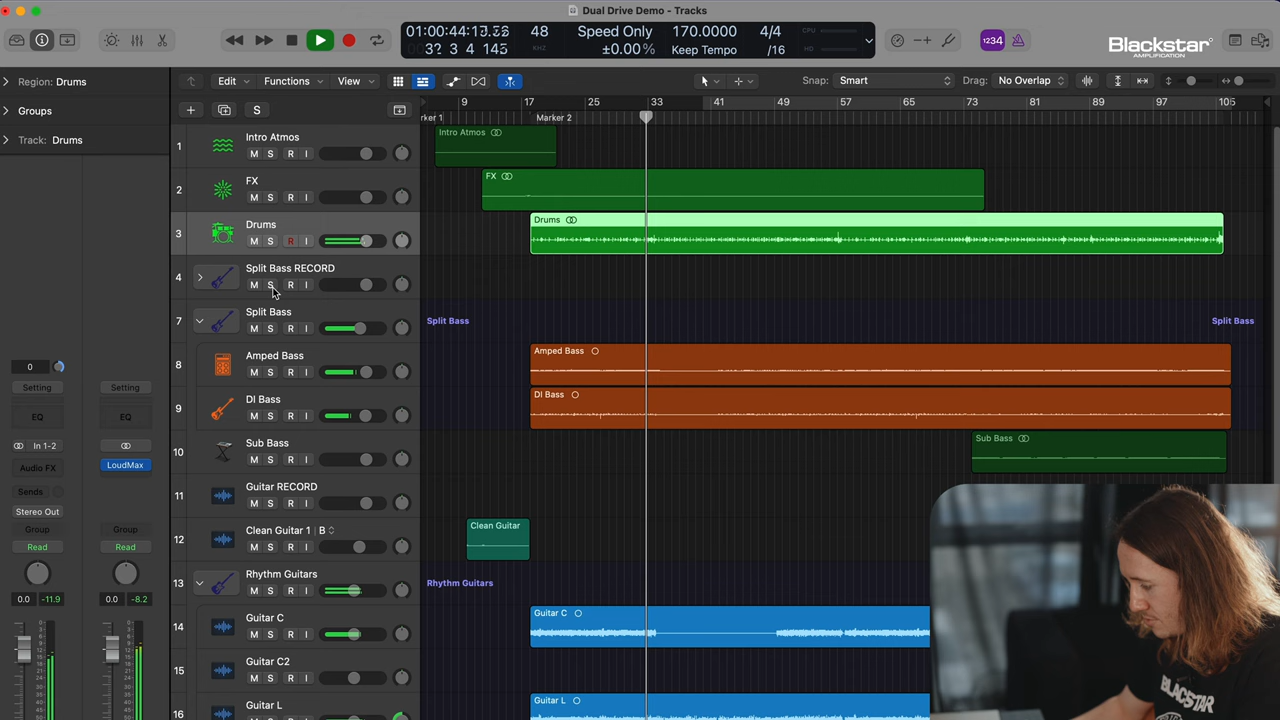 Dual Drive Demo - Tracks
01:00:44:17.52 48 Speed Only 170.0000 4/4 CPU
32 3 4 145 KHZ ±0.00% Keep Tempo /16 HD
1234
Blackstar
AMPLIFICATION
Region: Drums
Edit Functions View Snap: Smart Drag: No Overlap
Groups
S
9 17 25 33 41 49 57 65 73 81 89 97 105
rker 1 Marker 2
Track: Drums
1 Intro Atmos
M S R I
Intro Atmos
2 FX
M S R I
FX
3 Drums
M S R I
Drums
4 Split Bass RECORD
M S R I
7 Split Bass
M S R I
Split Bass Split Bass
8 Amped Bass
M S R I
Amped Bass
9 DI Bass
M S R I
DI Bass
10 Sub Bass
M S R I
Sub Bass
11 Guitar RECORD
M S R I
12 Clean Guitar 1 | B
M S R I
Clean Guitar
13 Rhythm Guitars
M S R I
Rhythm Guitars
14 Guitar C
M S R I
Guitar C
15 Guitar C2
M S R I
16 Guitar L
Guitar L
0
Setting Setting
EQ EQ
In 1-2
Audio FX LoudMax
Sends
Stereo Out
Group Group
Read Read
0.0 -11.9 0.0 -8.2
BLACKSTAR